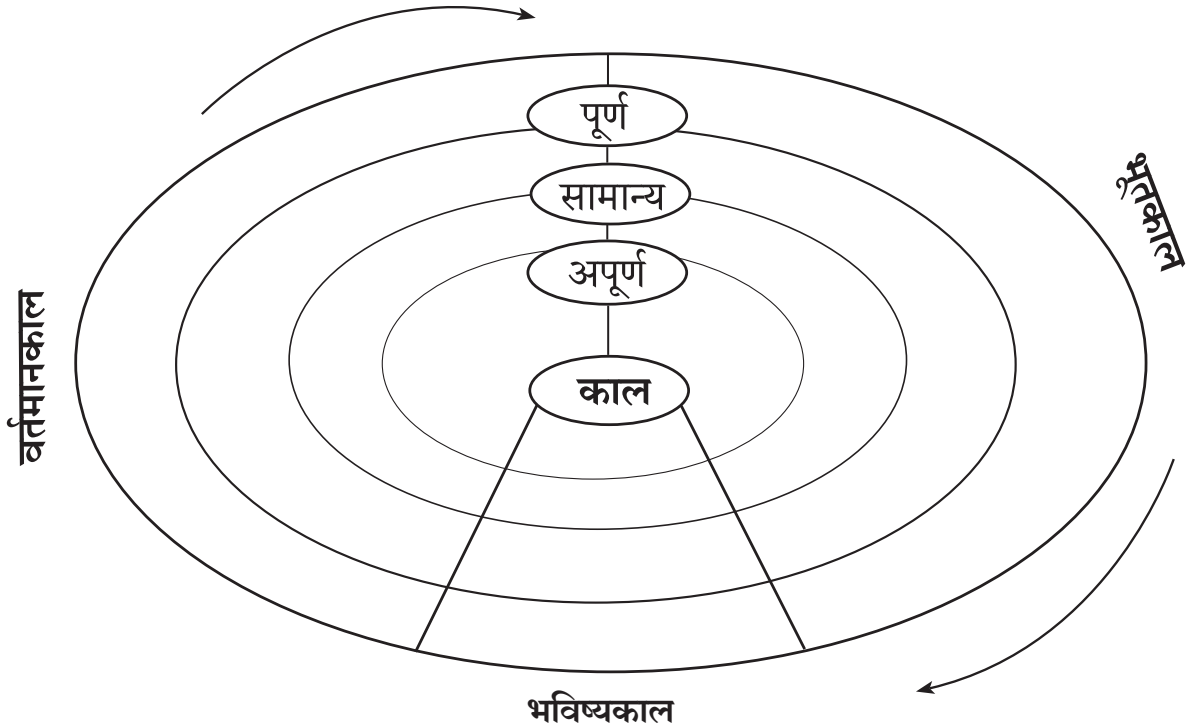 पूर्ण
सामान्य
अपूर्ण
काल
वर्तमानकाल
भूतकाल
भविष्यकाल